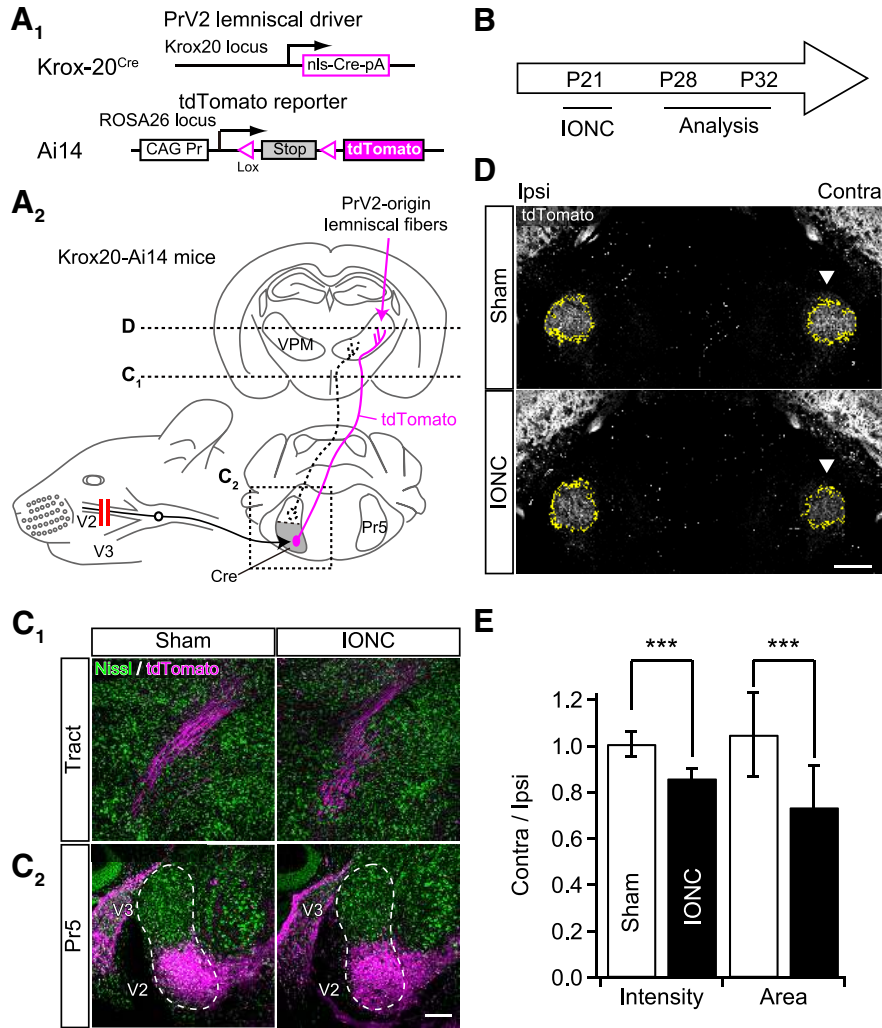 A1
PrV2 lemniscal driver
Krox20 locus
Krox-20Cre
nls-Cre-pA
tdTomato reporter
ROSA26 locus
Ai14
CAG Pr
Stop
tdTomato
Lox
B
P21
P28
P32
IONC
Analysis
A2
PrV2-origin
lemniscal fibers
Krox20-Ai14 mice
D
VPM
C1
tdTomato
C2
V2
V3
Pr5
Cre
D
Ipsi
Contra
tdTomato
Sham
IONC
C1
Sham
IONC
Nissl / tdTomato
Tract
C2
Pr5
V3
V2
V3
V2
E
***
***
Contra / Ipsi
1.2
1.0
0.8
0.6
0.4
0.2
0.0
Sham
IONC
Intensity
Area